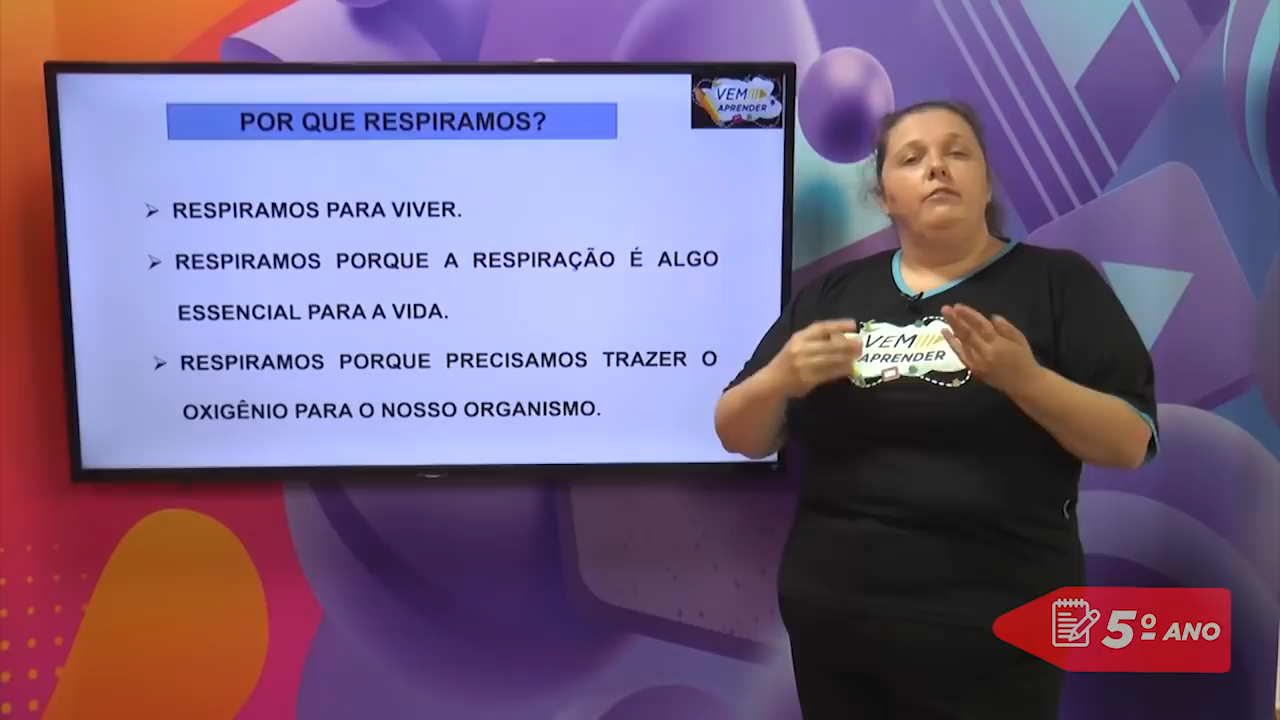 POR QUE RESPIRAMOS?
VEM
APRENDER
RESPIRAMOS PARA VIVER.
RESPIRAMOS PORQUE A RESPIRAÇÃO É ALGO
ESSENCIAL PARA A VIDA.
RESPIRAMOS PORQUE PRECISAMOS TRAZER O
OXIGÊNIO PARA O NOSSO ORGANISMO.
VEM
APRENDER
5º ANO